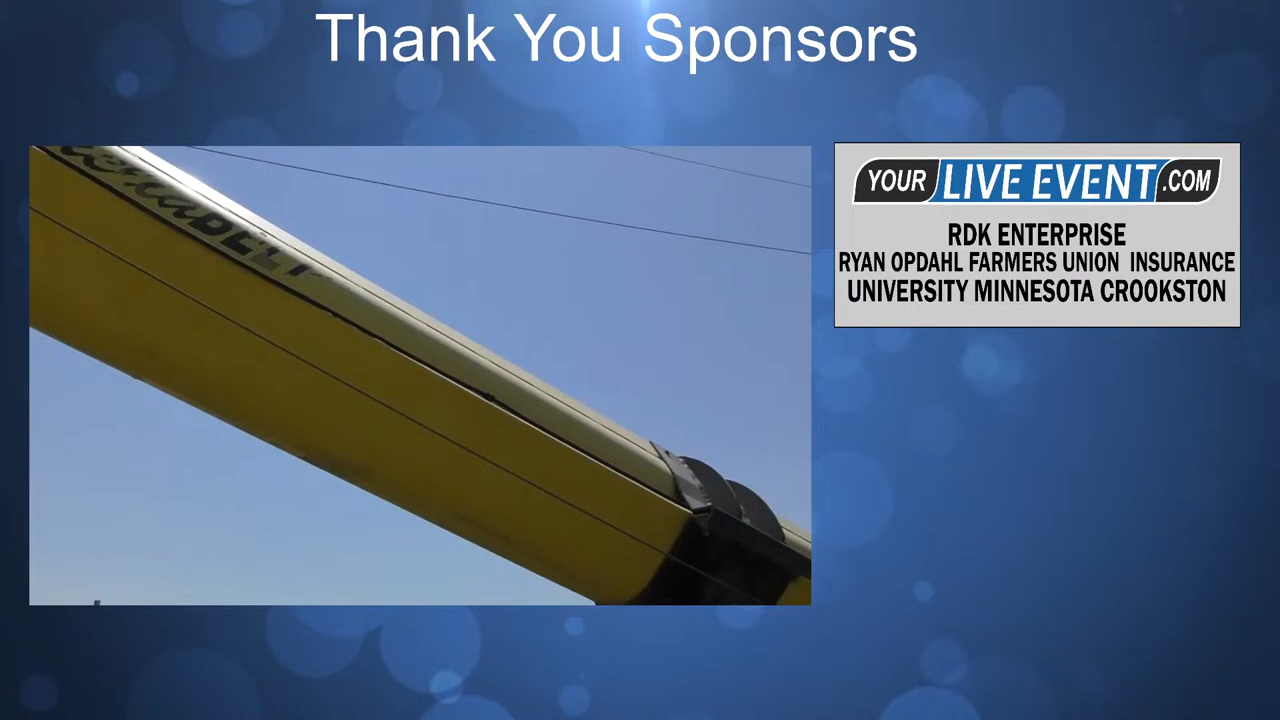 Thank You Sponsors
YOUR LIVE EVENT .COM
RDK ENTERPRISE
RYAN OPDAHL FARMERS UNION INSURANCE
UNIVERSITY MINNESOTA CROOKSTON